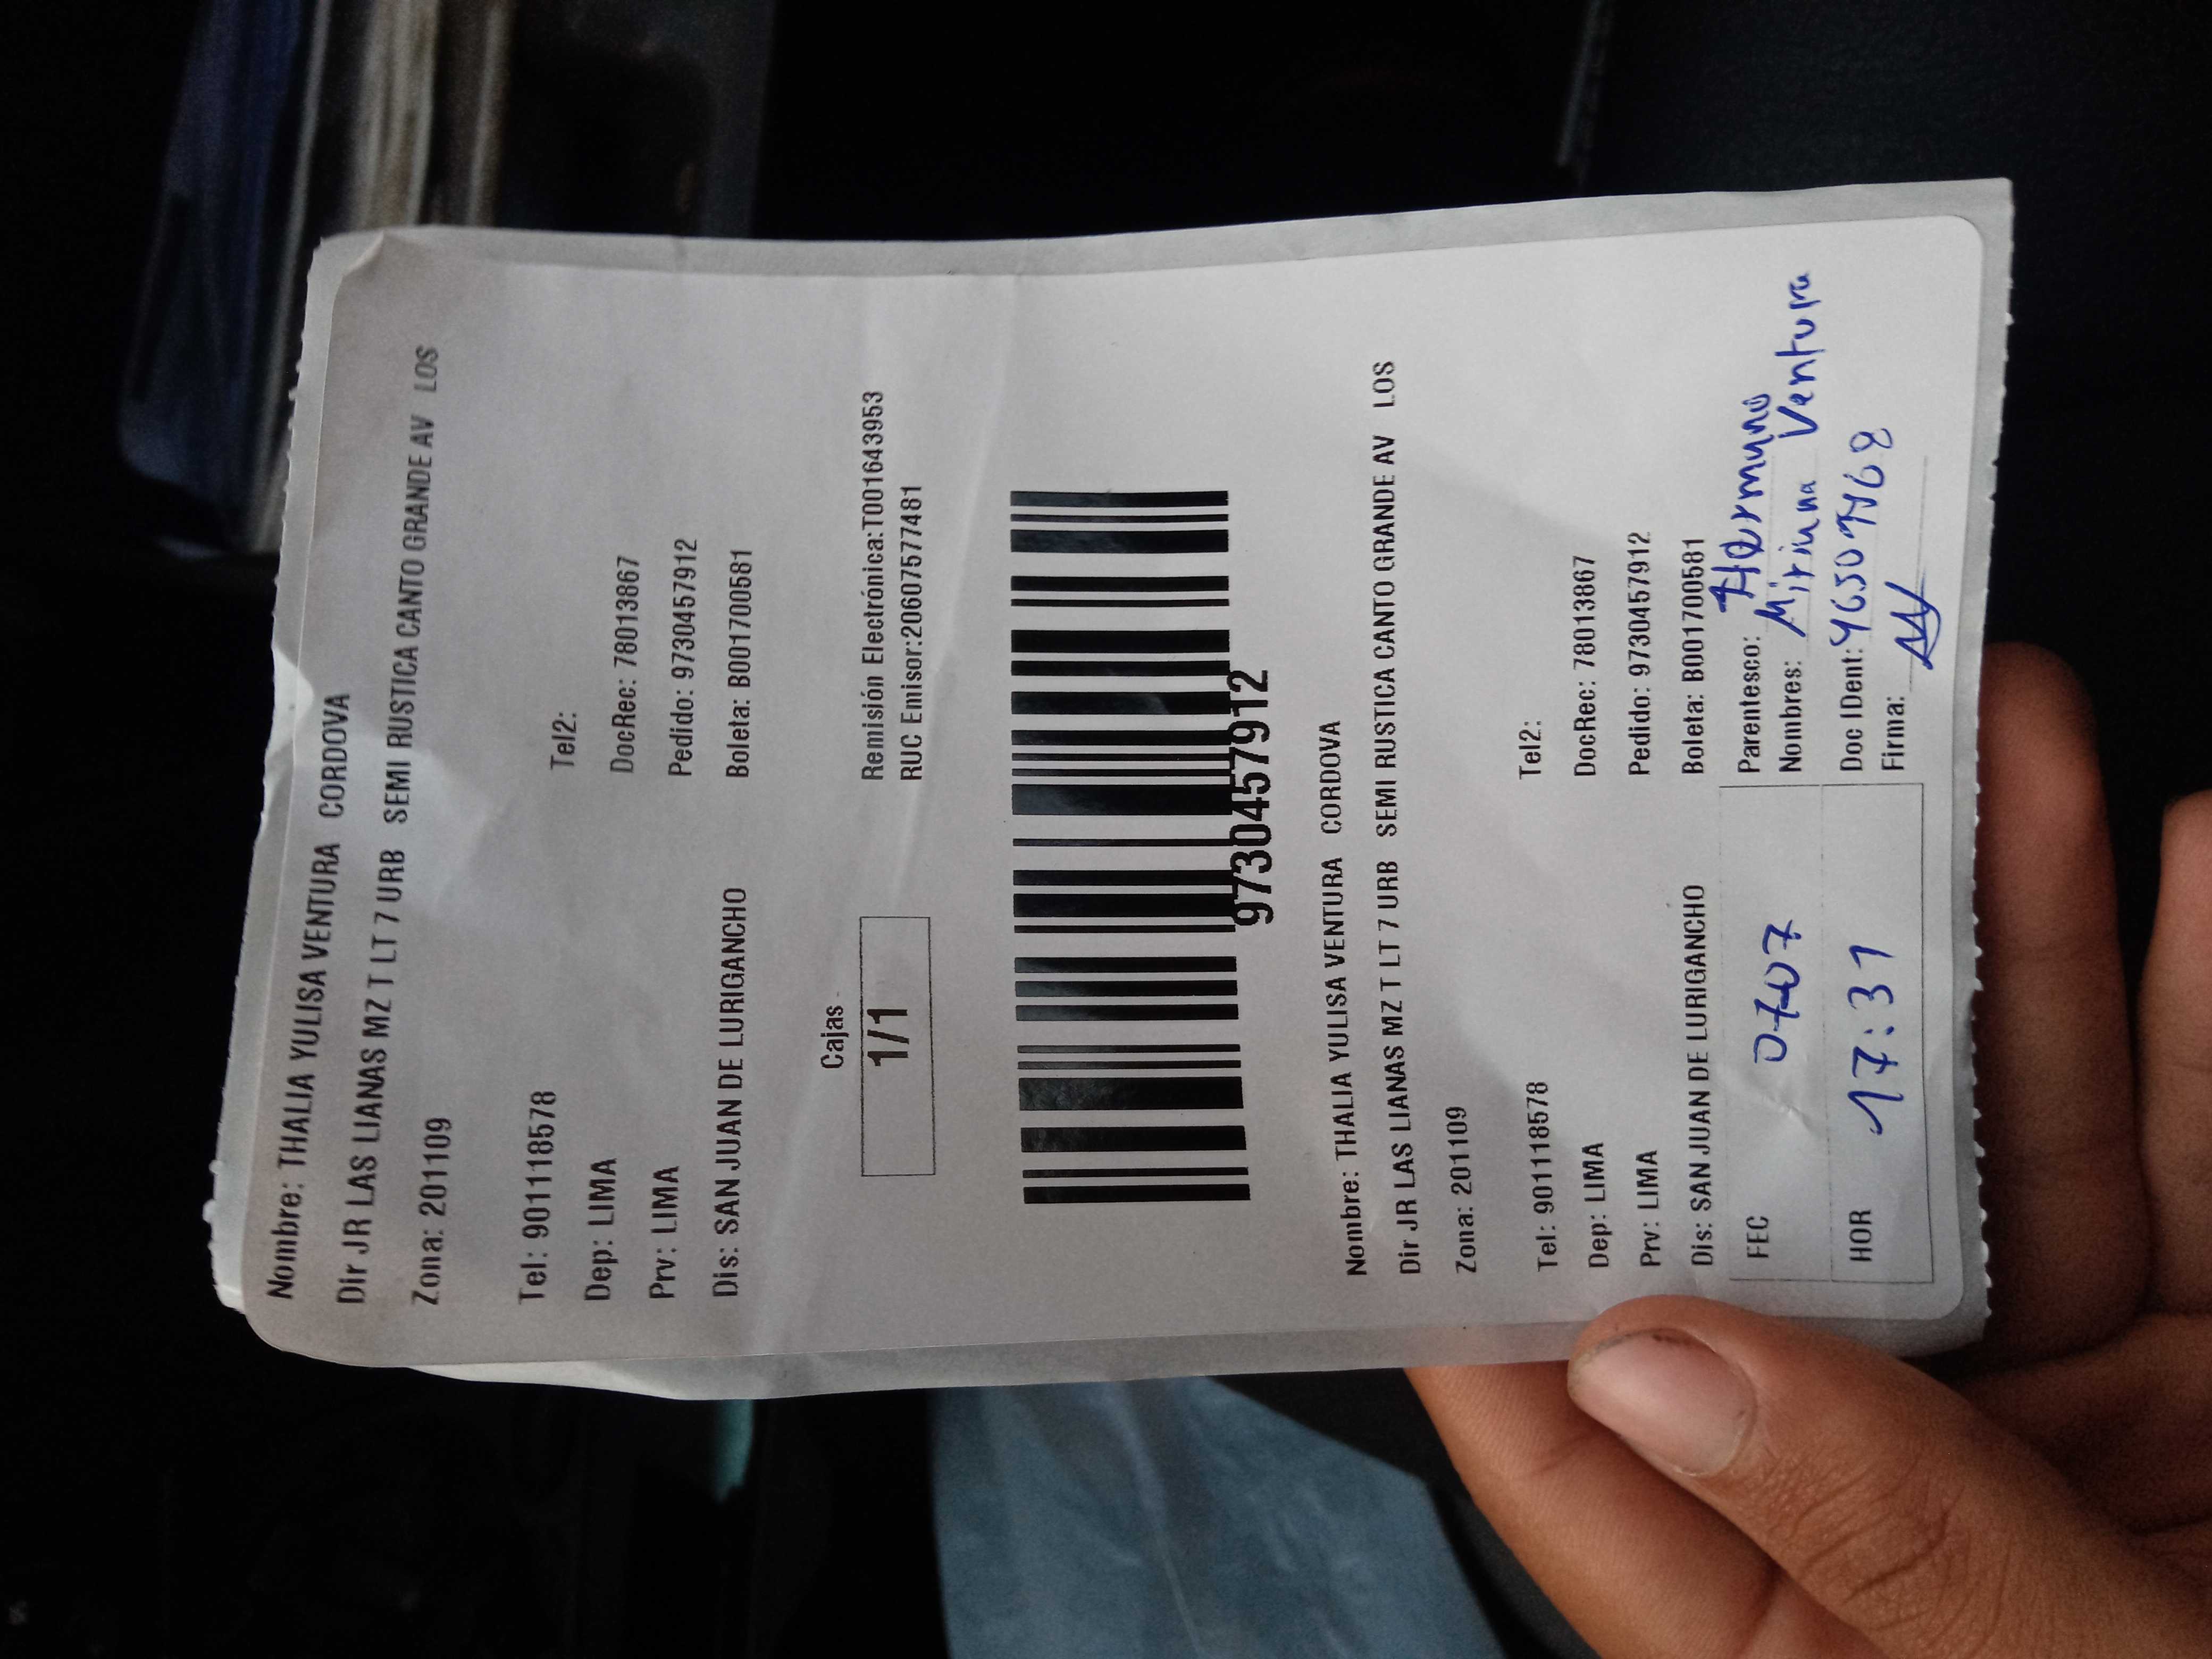 Nombre: THALIA YULISA VENTURA CORDOVA
Dir JR LAS LIANAS MZ T LT 7 URB SEMI RUSTICA CANTO GRANDE AV LOS
Zona: 201109
Tel: 901118578 Tel2:
Dep: LIMA DocRec: 78013867
Prv: LIMA Pedido: 9730457912
Dis: SAN JUAN DE LURIGANCHO Boleta: B001700581
Cajas
1/1
Remisión Electrónica:T001643953
RUC Emisor:20607577481
9730457912
Nombre: THALIA YULISA VENTURA CORDOVA
Dir JR LAS LIANAS MZ T LT 7 URB SEMI RUSTICA CANTO GRANDE AV LOS
Zona: 201109
Tel: 901118578 Tel2:
Dep: LIMA DocRec: 78013867
Prv: LIMA Pedido: 9730457912
Dis: SAN JUAN DE LURIGANCHO Boleta: B001700581
FEC 0707 Parentesco:
Nombres: Ventura
HOR 17:31 Doc IDent:
Firma: